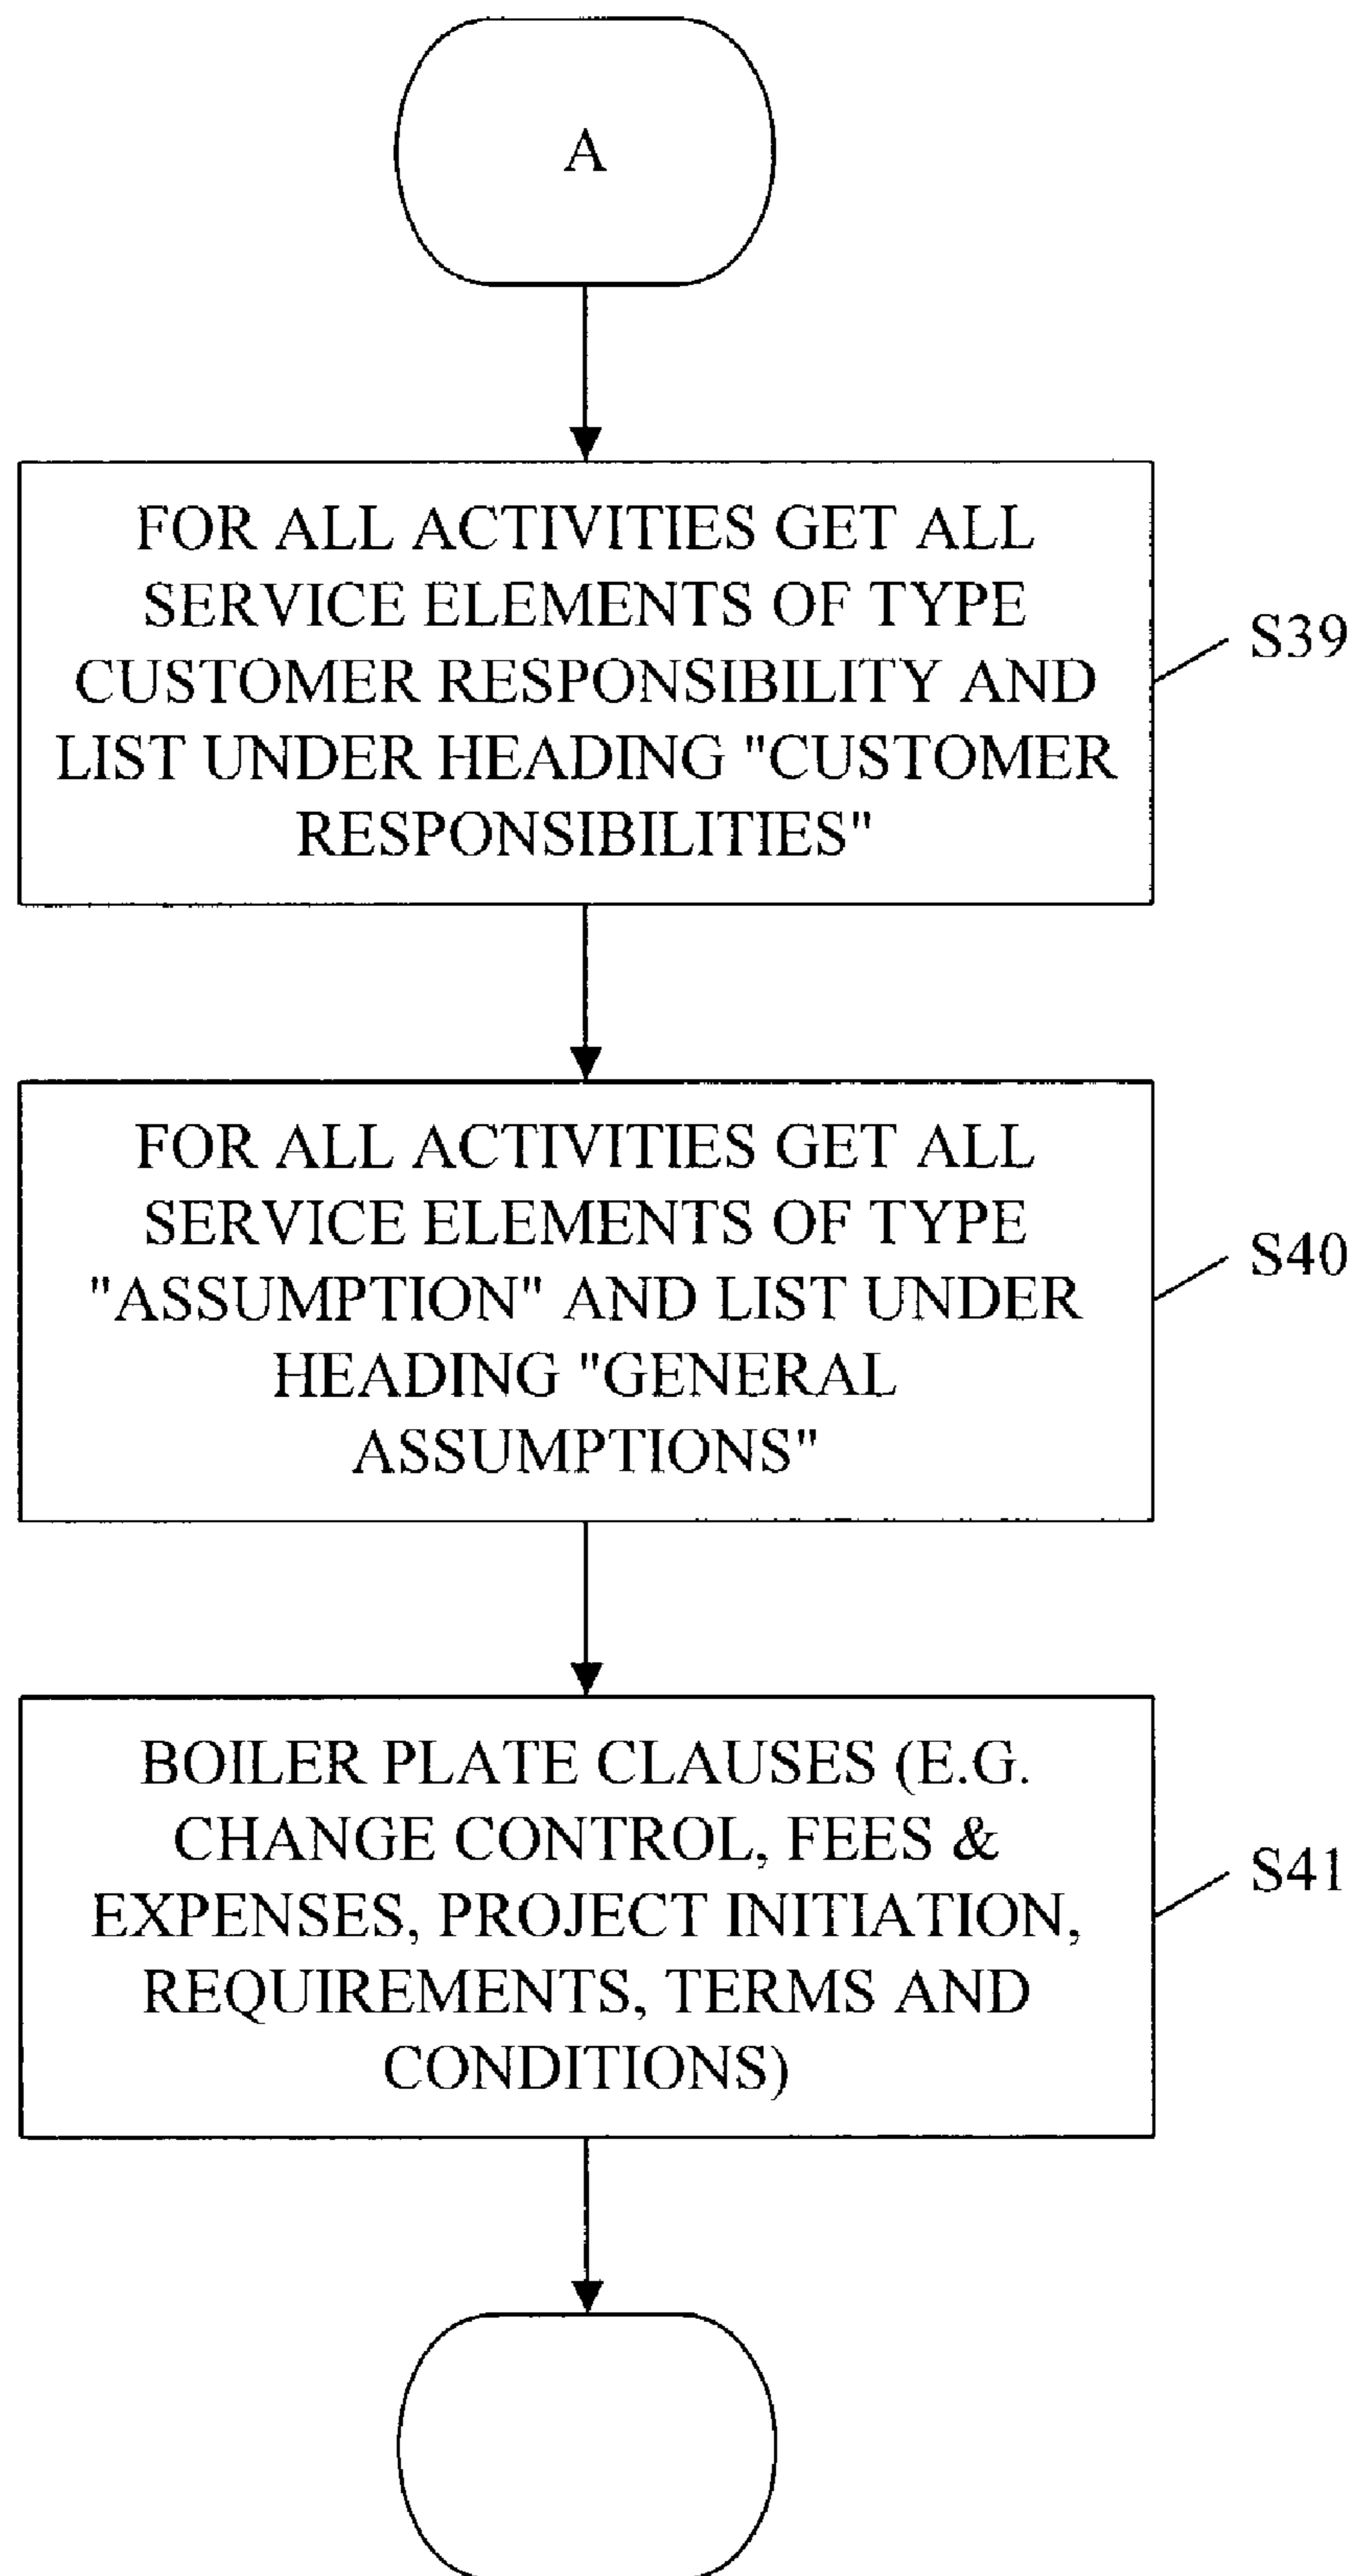 A
FOR ALL ACTIVITIES GET ALL
SERVICE ELEMENTS OF TYPE
CUSTOMER RESPONSIBILITY AND
LIST UNDER HEADING "CUSTOMER
RESPONSIBILITIES"
S39
FOR ALL ACTIVITIES GET ALL
SERVICE ELEMENTS OF TYPE
"ASSUMPTION" AND LIST UNDER
HEADING "GENERAL
ASSUMPTIONS"
S40
BOILER PLATE CLAUSES (E.G.
CHANGE CONTROL, FEES &
EXPENSES, PROJECT INITIATION,
REQUIREMENTS, TERMS AND
CONDITIONS)
S41